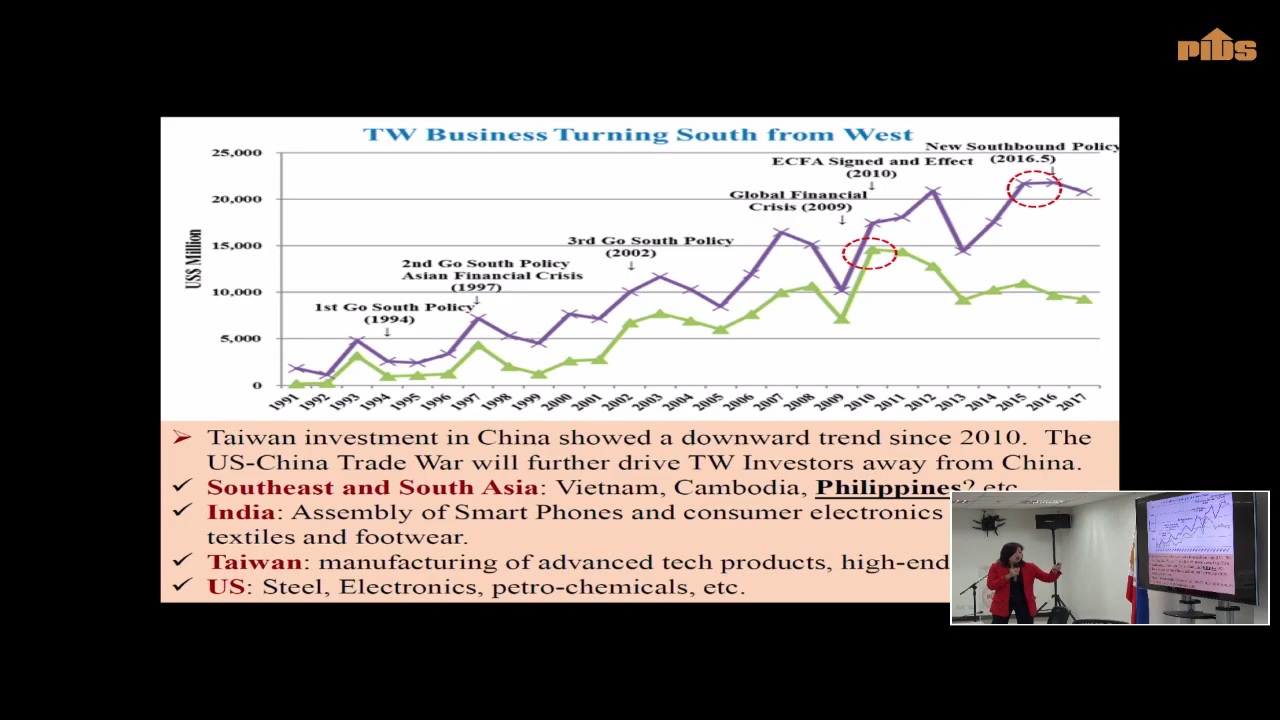 PIDS
TW Business Turning South from West
New Southbound Policy
(2016.5)
ECFA Signed and Effect
(2010)
Global Financial
Crisis (2009)
3rd Go South Policy
(2002)
2nd Go South Policy
Asian Financial Crisis
(1997)
1st Go South Policy
(1994)
US$ Million
25,000
20,000
15,000
10,000
5,000
0
1991 1992 1993 1994 1995 1996 1997 1998 1999 2000 2001 2002 2003 2004 2005 2006 2007 2008 2009 2010 2011 2012 2013 2014 2015 2016 2017
Taiwan investment in China showed a downward trend since 2010. The
US-China Trade War will further drive TW Investors away from China.
Southeast and South Asia: Vietnam, Cambodia, Philippines? etc
India: Assembly of Smart Phones and consumer electronics
textiles and footwear.
Taiwan: manufacturing of advanced tech products, high-end
US: Steel, Electronics, petro-chemicals, etc.